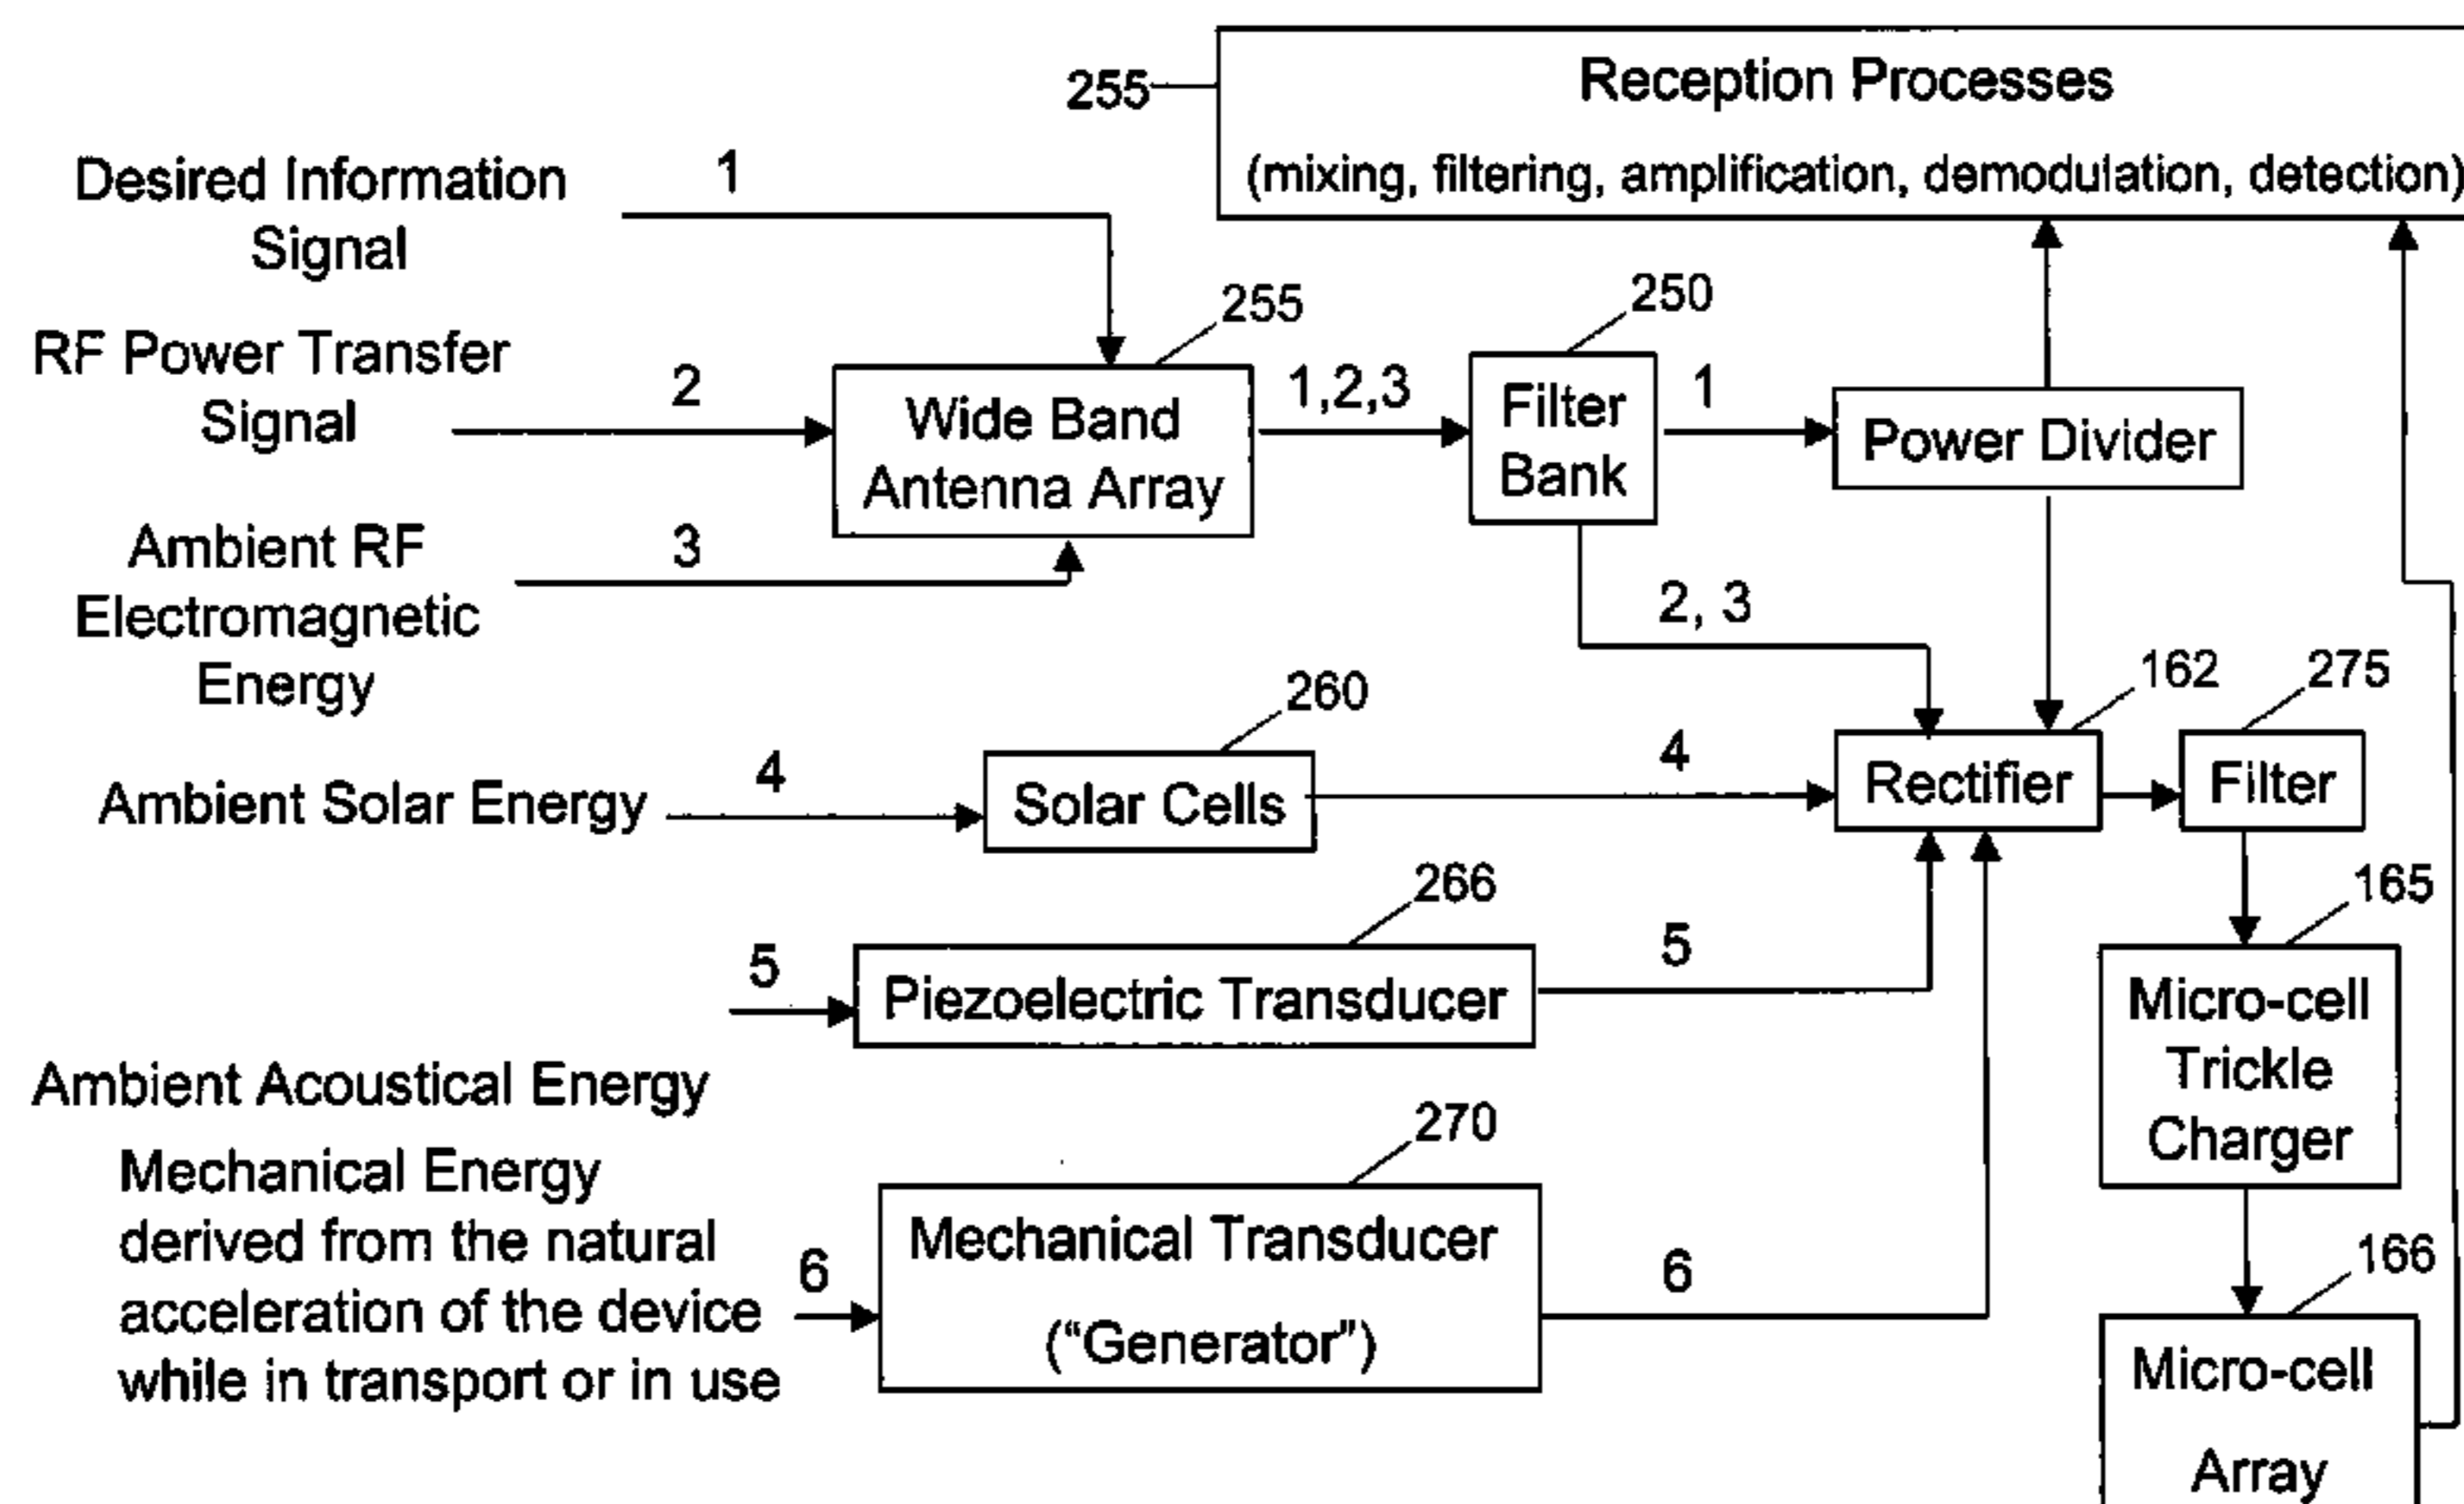 255
Reception Processes
(mixing, filtering, amplification, demodulation, detection)
Desired Information
Signal
1
RF Power Transfer
Signal
2
255
Wide Band
Antenna Array
1,2,3
250
Filter
Bank
1
Power Divider
Ambient RF
Electromagnetic
Energy
3
2, 3
Ambient Solar Energy
4
260
Solar Cells
4
162
Rectifier
275
Filter
5
266
Piezoelectric Transducer
5
165
Micro-cell
Trickle
Charger
Ambient Acoustical Energy
Mechanical Energy
derived from the natural
acceleration of the device
while in transport or in use
6
270
Mechanical Transducer
(“Generator”)
6
166
Micro-cell
Array